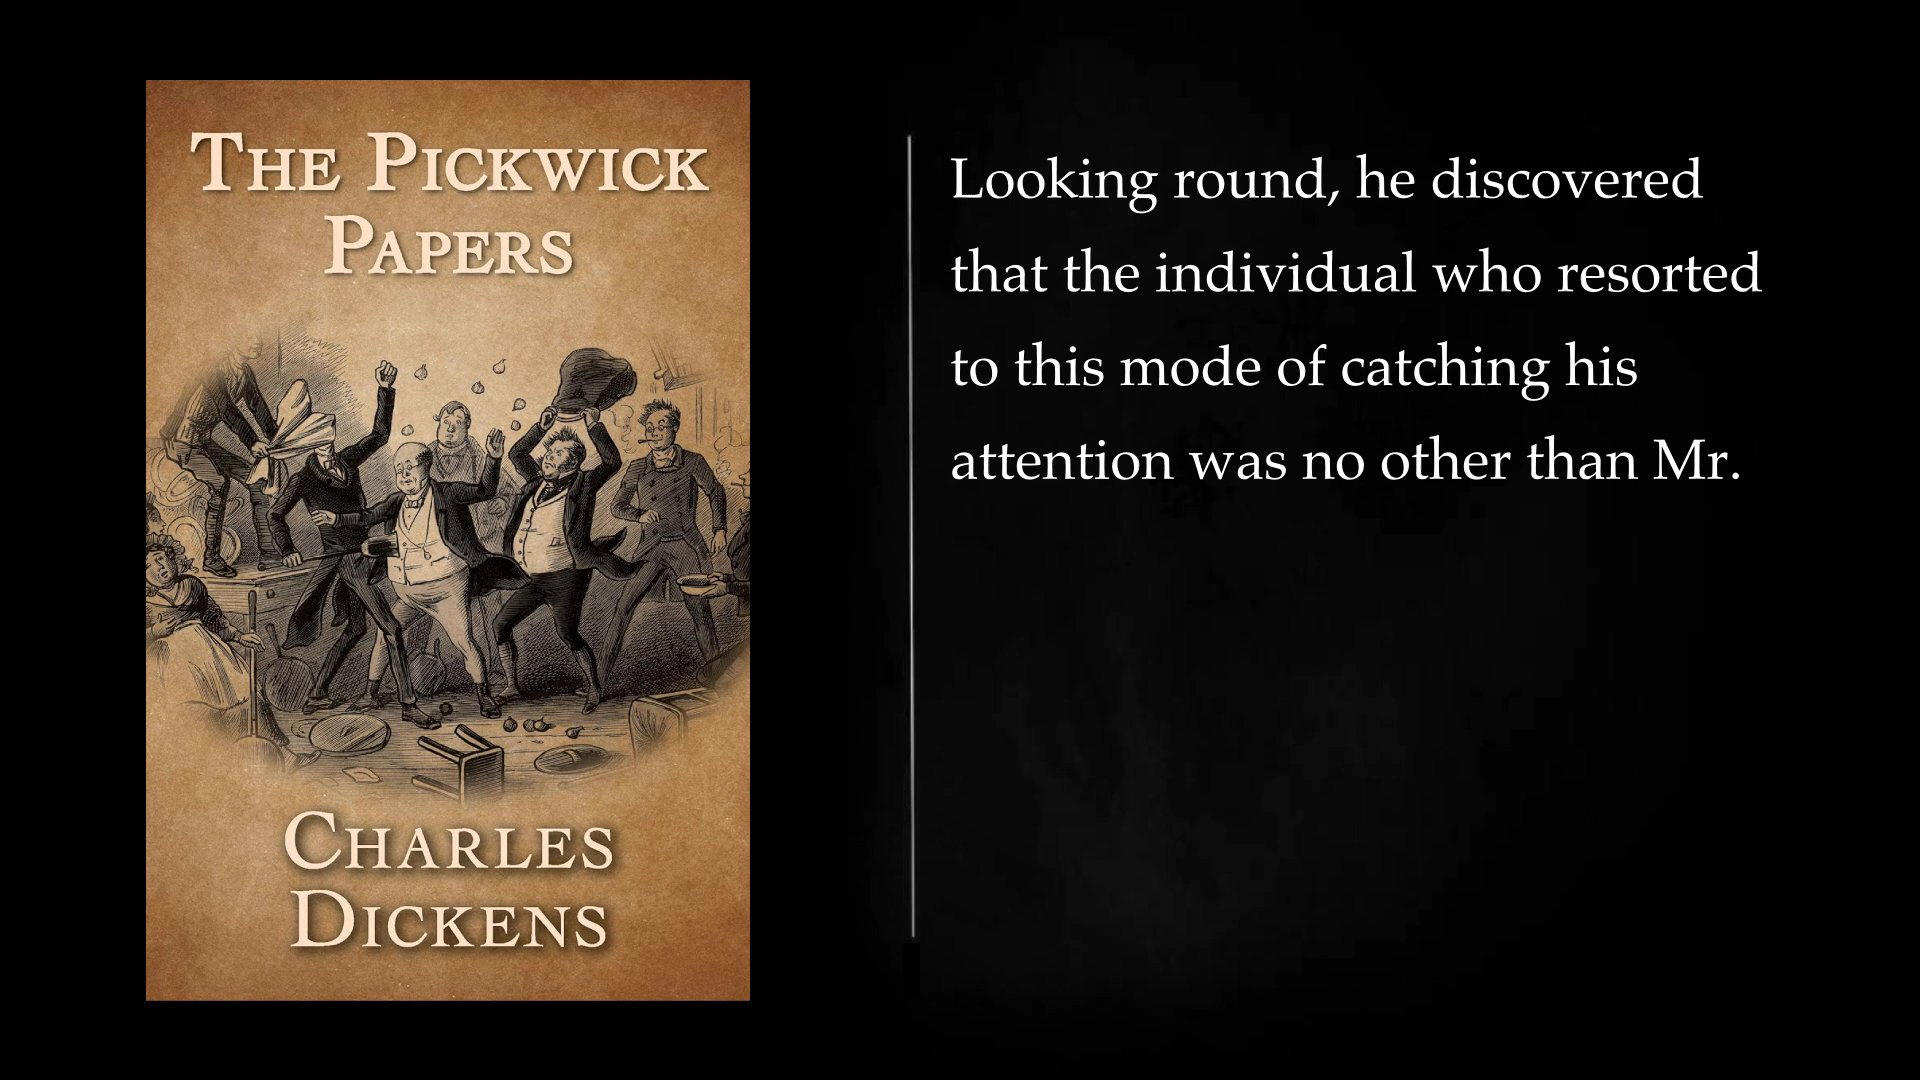 The Pickwick
Papers
Charles
Dickens
Looking round, he discovered
that the individual who resorted
to this mode of catching his
attention was no other than Mr.